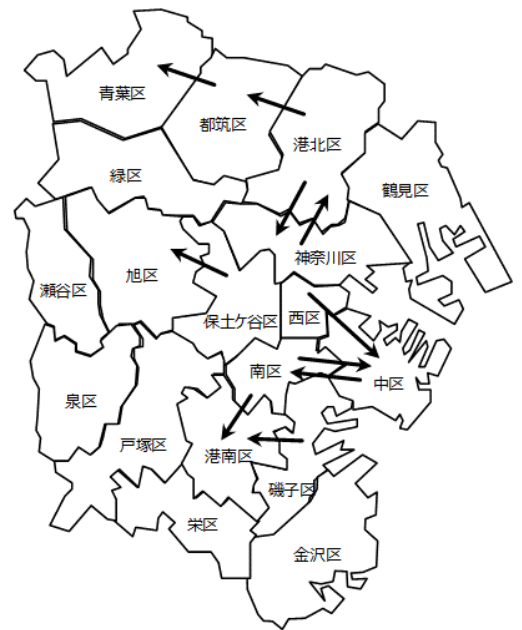 青葉区
都筑区
港北区
緑区
鶴見区
神奈川区
旭区
瀬谷区
保土ケ谷区
西区
南区
中区
泉区
戸塚区
港南区
磯子区
栄区
金沢区